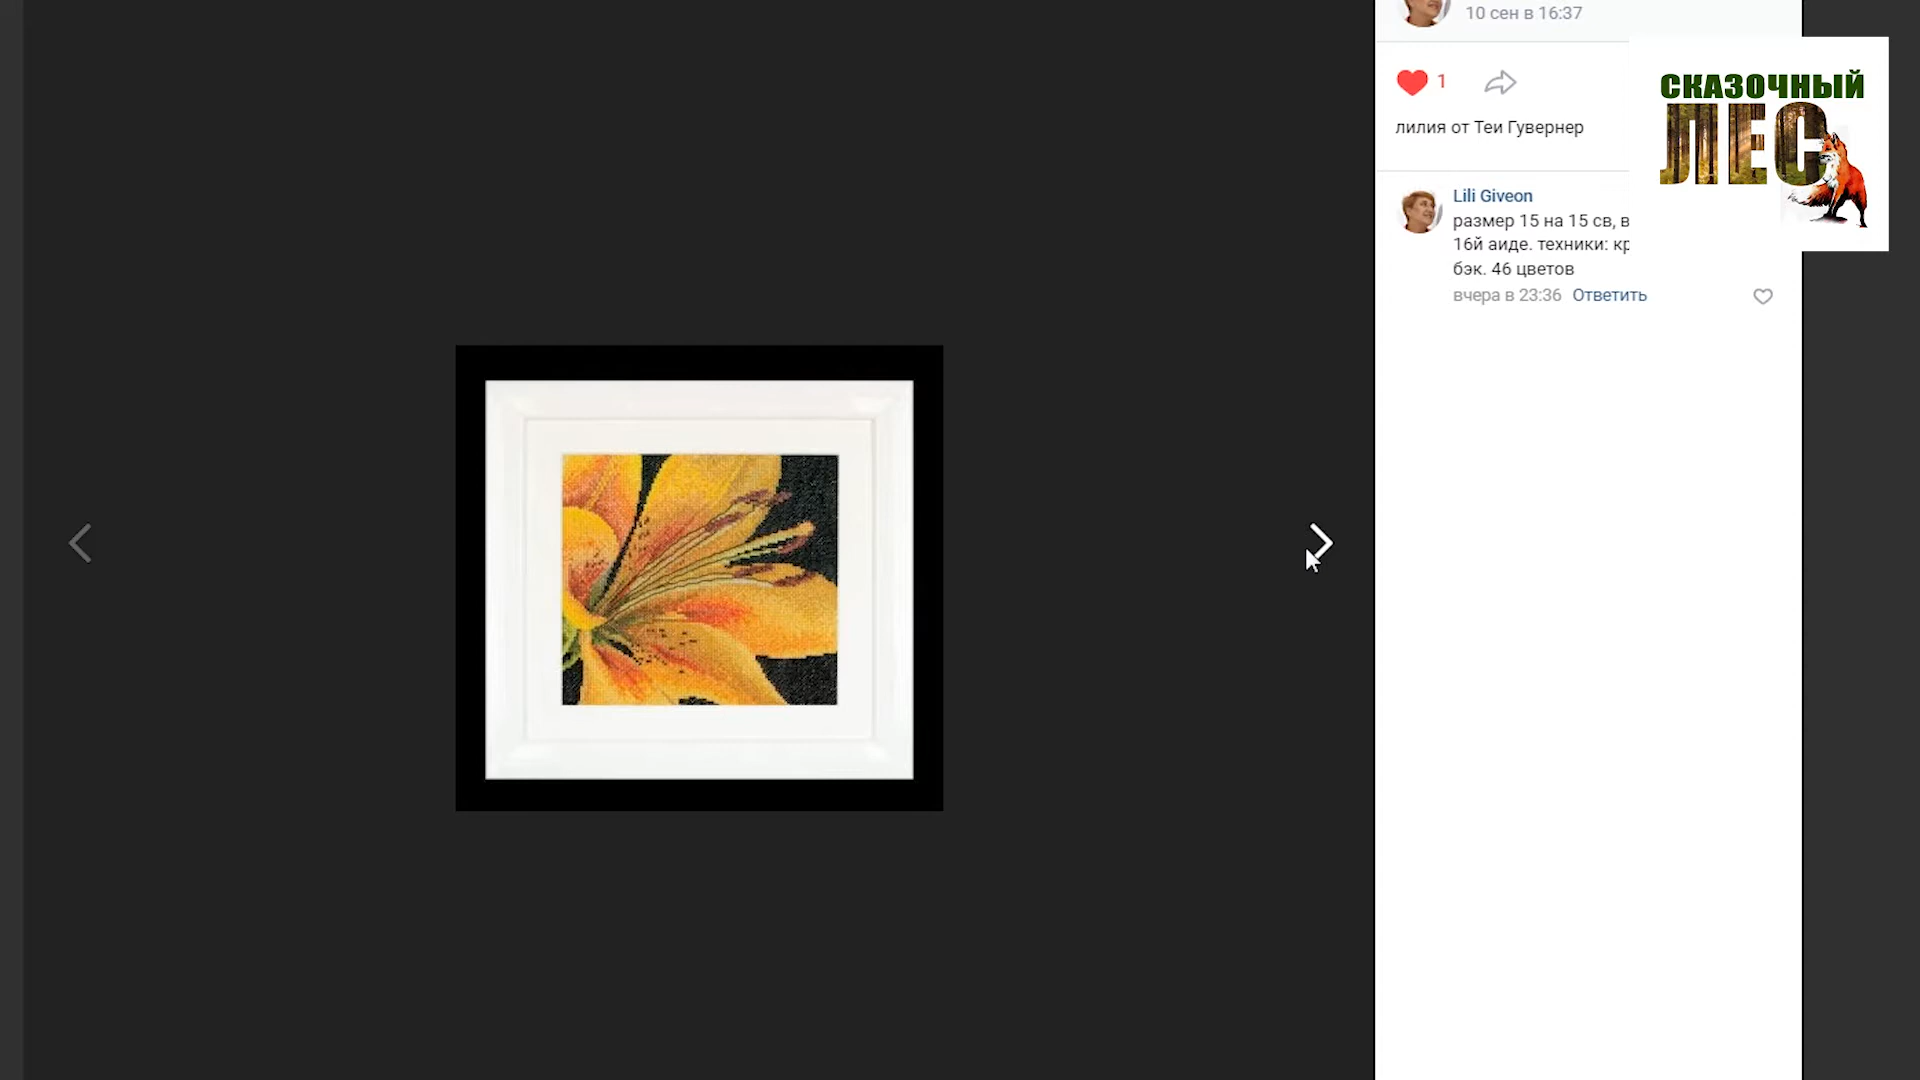 10 сен в 16:37
1
лилия от Теи Гувернер
СКАЗОЧНЫЙ
ЛЕС
Lili Giveon
размер 15 на 15 св, в
16й аиде. техники: кр
бэк. 46 цветов
вчера в 23:36 Ответить